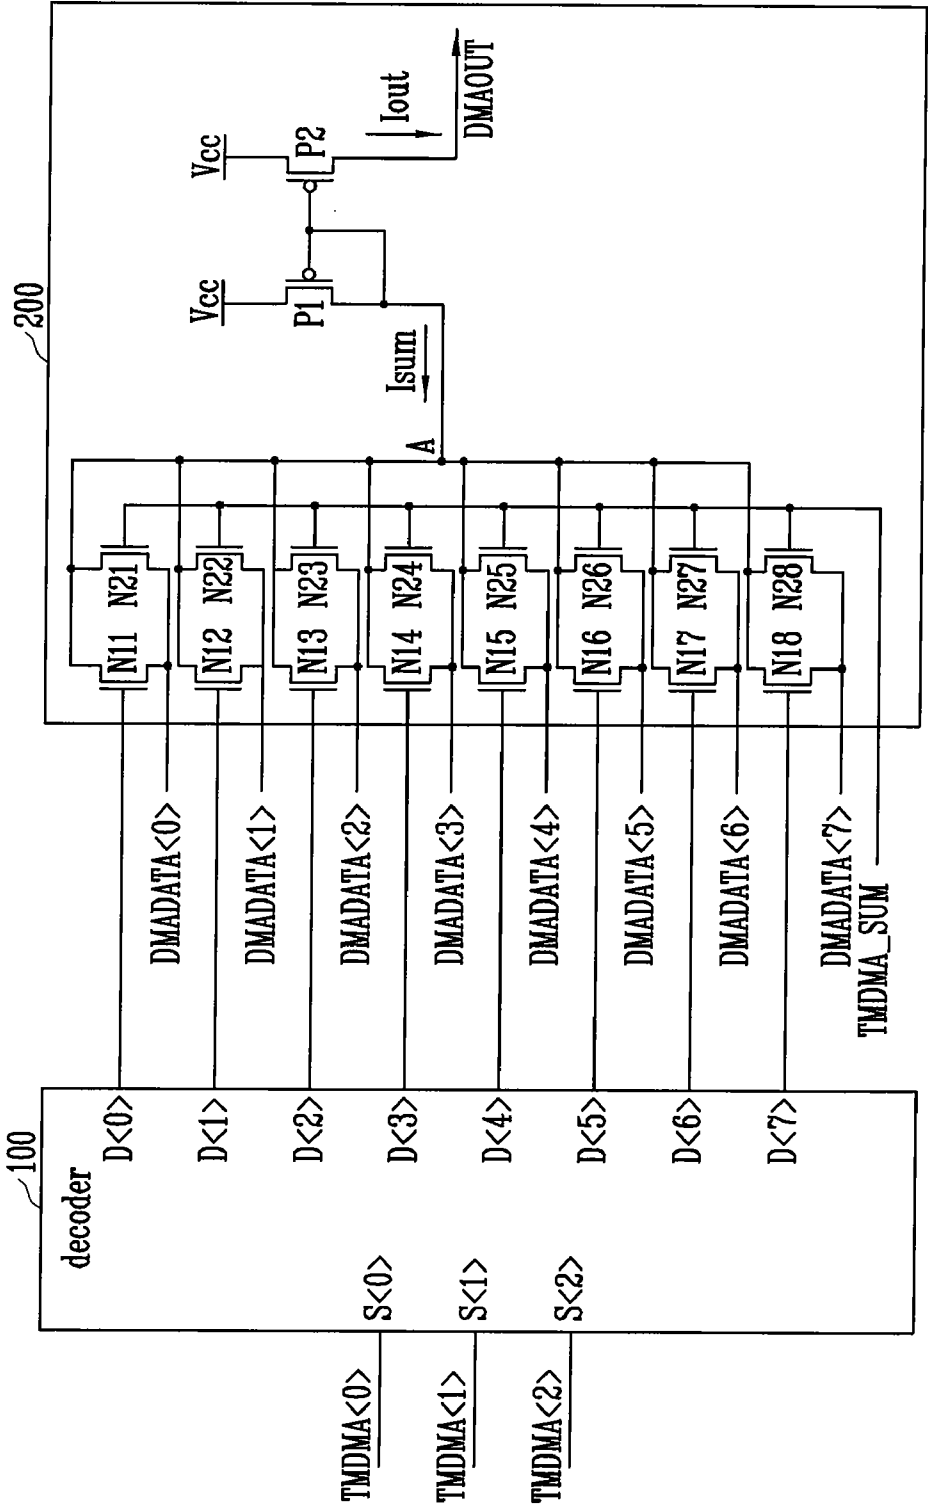 100
decoder
TMDMA<0>
TMDMA<1>
TMDMA<2>
S<0>
S<1>
S<2>
D<0>
D<1>
D<2>
D<3>
D<4>
D<5>
D<6>
D<7>
DMADATA<0>
DMADATA<1>
DMADATA<2>
DMADATA<3>
DMADATA<4>
DMADATA<5>
DMADATA<6>
DMADATA<7>
TMDMA_SUM
200
N11 N21
N12 N22
N13 N23
N14 N24
N15 N25
N16 N26
N17 N27
N18 N28
A
Isum
Vcc
P1
Vcc
P2
Iout
DMAOUT